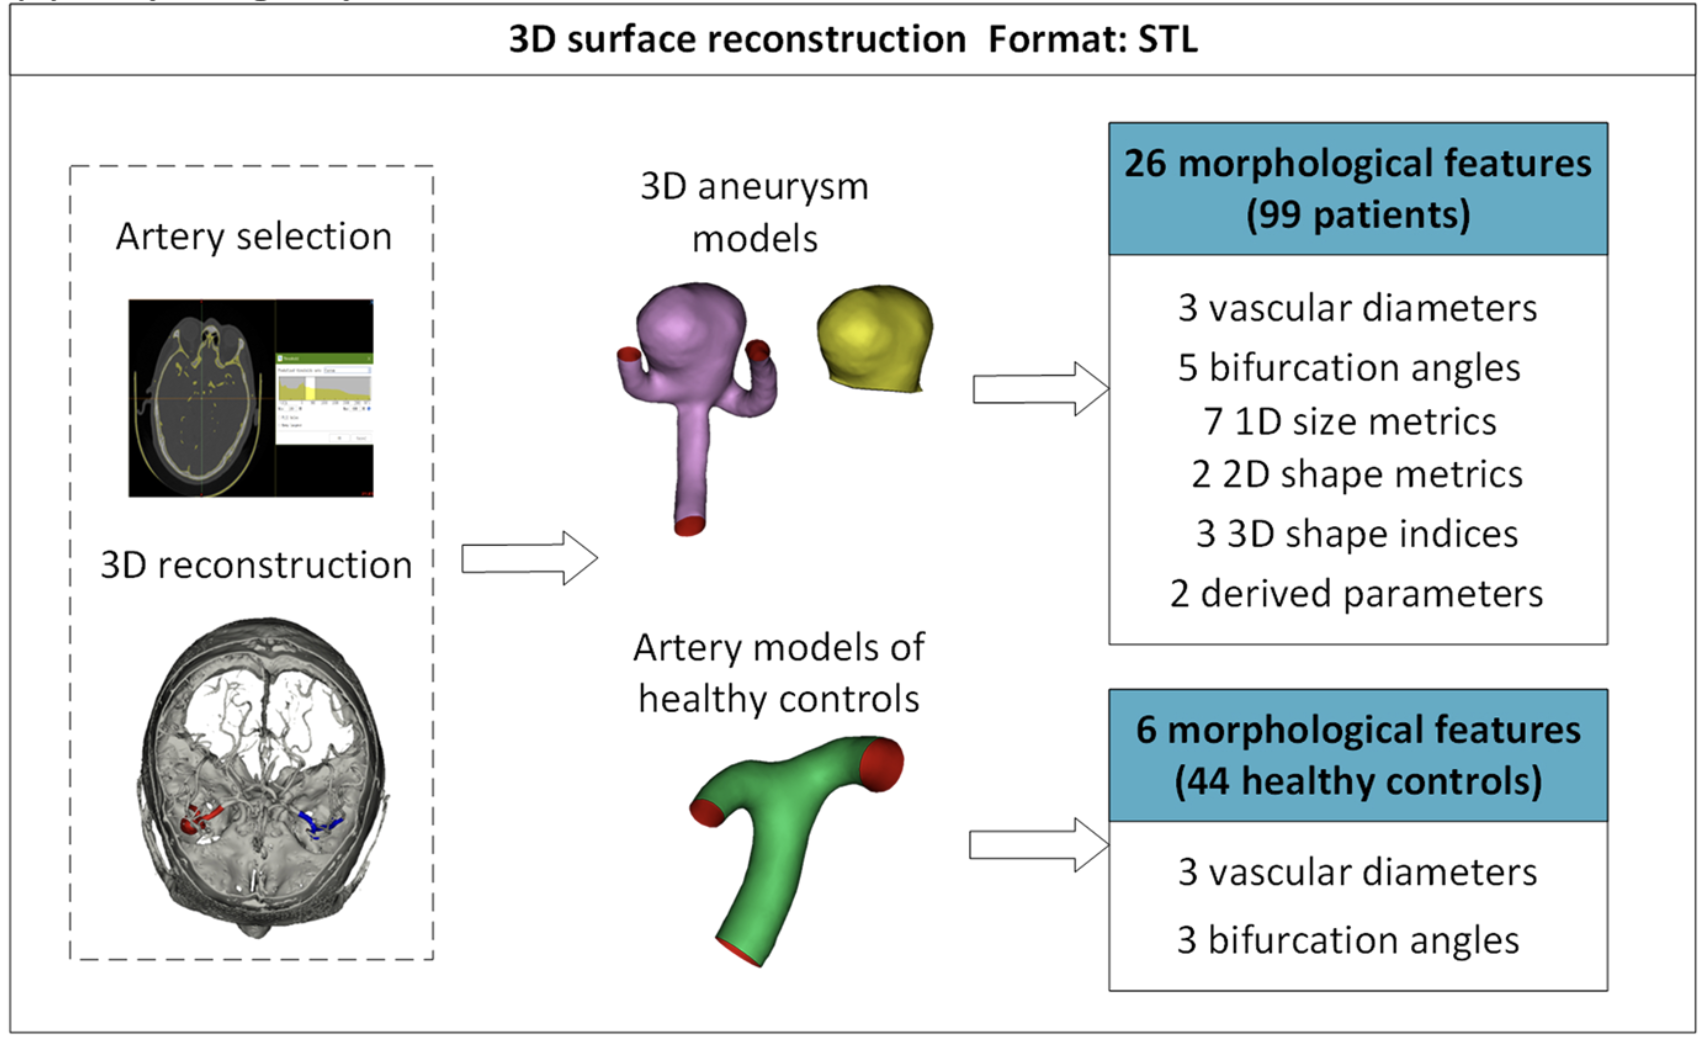 3D surface reconstruction Format: STL
Artery selection
3D reconstruction
3D aneurysm
models
Artery models of
healthy controls
26 morphological features
(99 patients)
3 vascular diameters
5 bifurcation angles
7 1D size metrics
2 2D shape metrics
3 3D shape indices
2 derived parameters
6 morphological features
(44 healthy controls)
3 vascular diameters
3 bifurcation angles